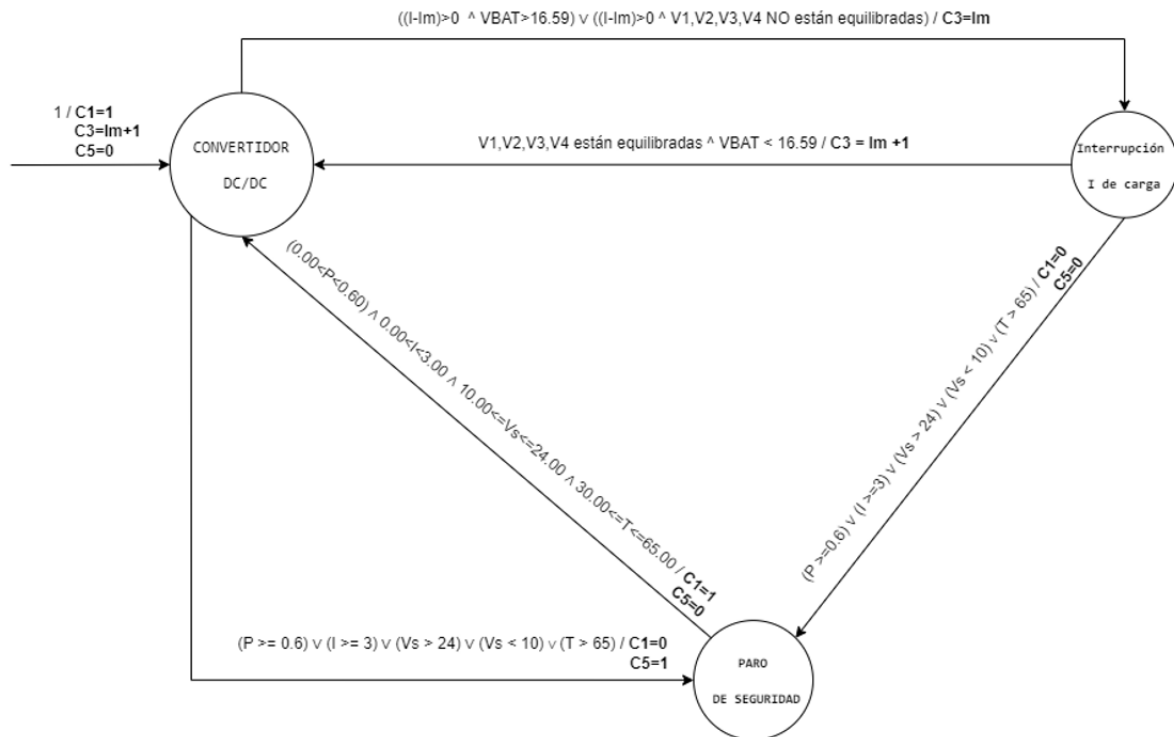 ((I-Im)>0 ^ VBAT>16.59) v ((I-Im)>0 ^ V1,V2,V3,V4 NO están equilibradas) / C3=Im
1 / C1=1
C3=Im+1
C5=0
CONVERTIDOR
DC/DC
V1,V2,V3,V4 están equilibradas ^ VBAT < 16.59 / C3 = Im +1
Interrupción
I de carga
(0.00<P<0.60) ∧ 0.00<I<3.00 ∧ 10.00<=Vs<=24.00 ∧ 30.00<=T<=65.00 / C1=1
C5=0
(P >=0.6) ∨ (I >=3) ∨ (Vs > 24) ∨ (Vs < 10) ∨ (T > 65) / C1=0
C5=0
(P >= 0.6) ∨ (I >= 3) ∨ (Vs > 24) ∨ (Vs < 10) ∨ (T > 65) / C1=0
C5=1
PARO
DE SEGURIDAD